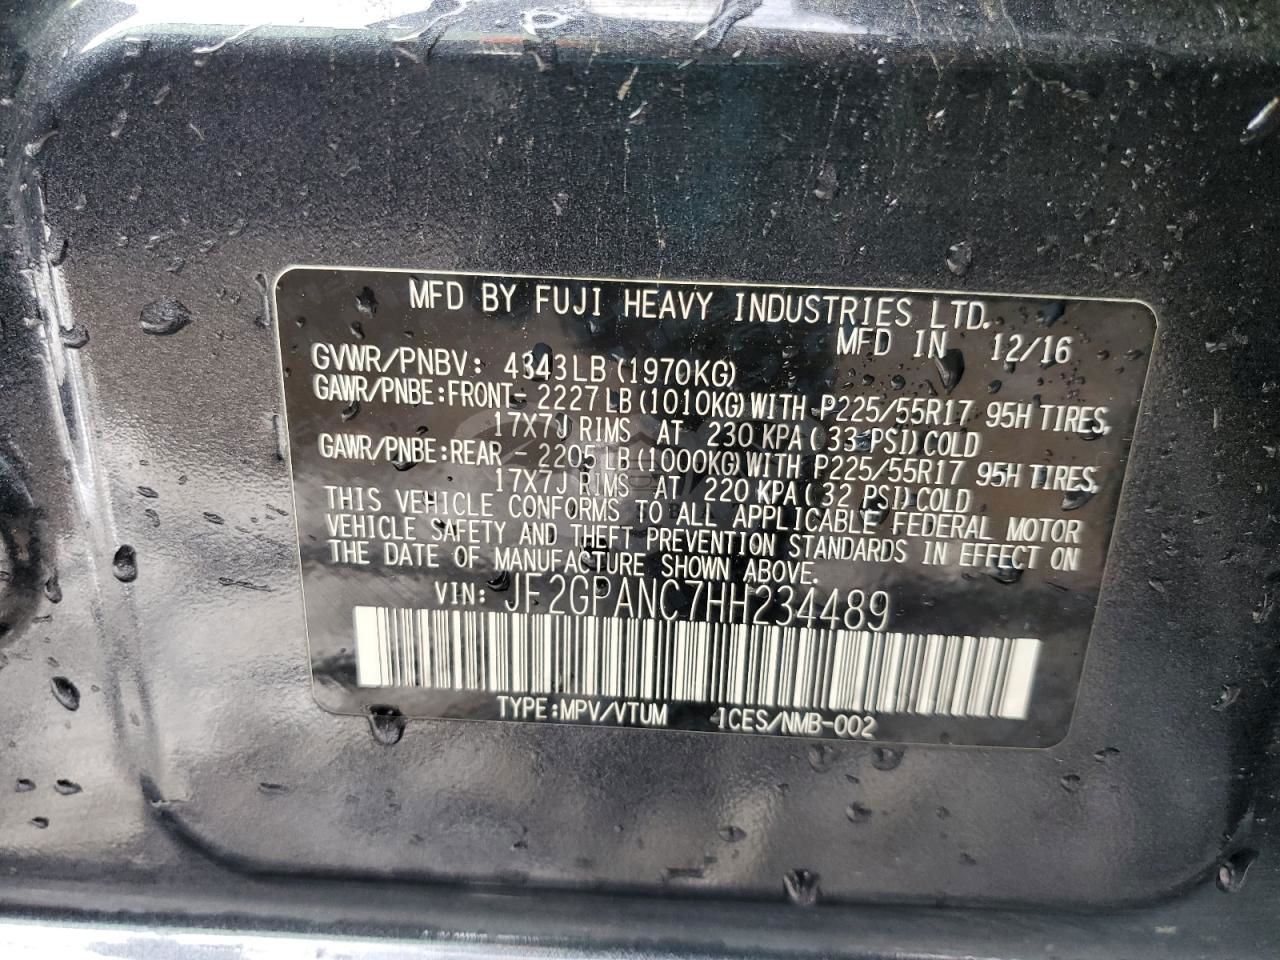 MFD BY FUJI HEAVY INDUSTRIES LTD.
MFD IN 12/16
GVWR/PNBV: 4343LB (1970KG)
GAWR/PNBE:FRONT- 2227LB(1010KG)WITH P225/55R17 95H TIRES,
17X7J RIMS AT 230 KPA (33 PSI)COLD
GAWR/PNBE:REAR - 2205LB(1000KG)WITH P225/55R17 95H TIRES,
17X7J RIMS AT 220 KPA (32 PSI)COLD
THIS VEHICLE CONFORMS TO ALL APPLICABLE FEDERAL MOTOR
VEHICLE SAFETY AND THEFT PREVENTION STANDARDS IN EFFECT ON
THE DATE OF MANUFACTURE SHOWN ABOVE.
VIN: JF2GPANC7HH234489
TYPE:MPV/VTUM 1CES/NMB-002